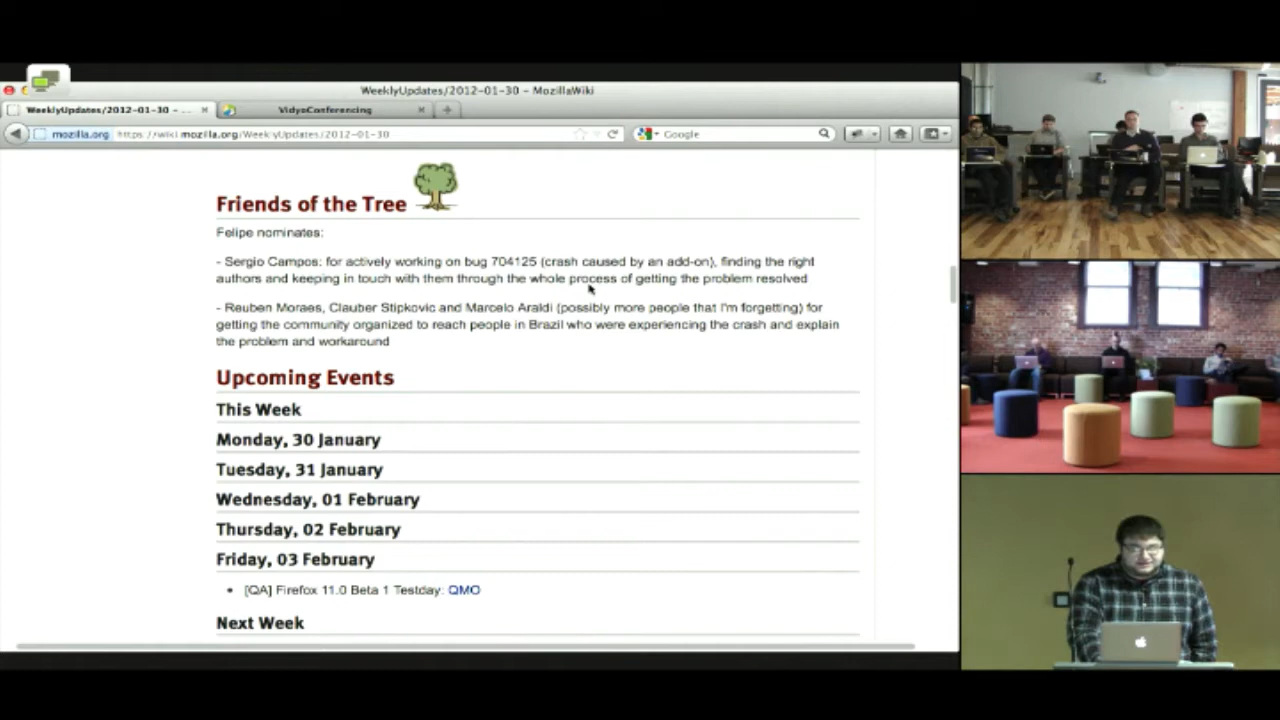 WeeklyUpdates/2012-01-30 – MozillaWiki
WeeklyUpdates/2012-01-30 – ...
VidyoConferencing
mozilla.org
https://wiki.mozilla.org/WeeklyUpdates/2012-01-30
Google
Friends of the Tree
Felipe nominates:
- Sergio Campos: for actively working on bug 704125 (crash caused by an add-on), finding the right
authors and keeping in touch with them through the whole process of getting the problem resolved
- Reuben Moraes, Clauber Stipkovic and Marcelo Araldi (possibly more people that I'm forgetting) for
getting the community organized to reach people in Brazil who were experiencing the crash and explain
the problem and workaround
Upcoming Events
This Week
Monday, 30 January
Tuesday, 31 January
Wednesday, 01 February
Thursday, 02 February
Friday, 03 February
• [QA] Firefox 11.0 Beta 1 Testday: QMO
Next Week